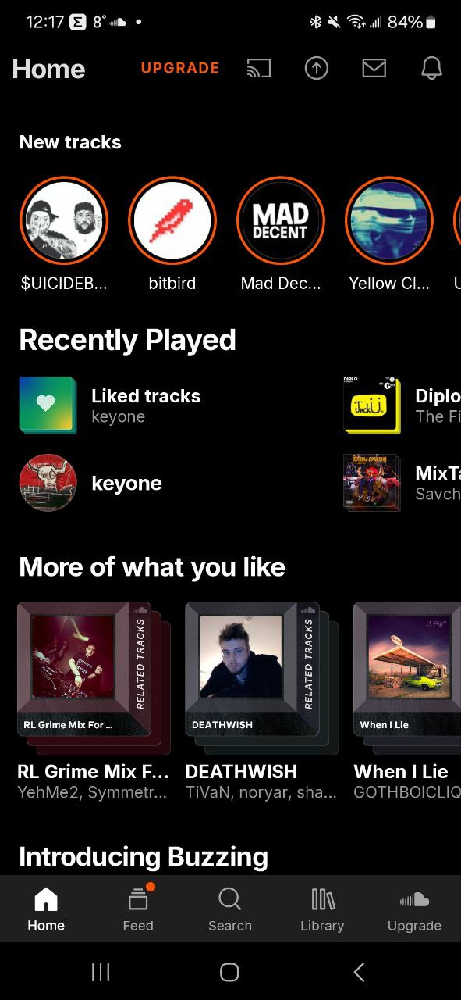 12:17 8° 84%
Home UPGRADE
New tracks
MAD
DECENT
$UICIDEB... bitbird Mad Dec... Yellow Cl... U
Recently Played
DIPLO
JACK Ü
Liked tracks Diplo
keyone The Fi
keyone MixTa
Savch
More of what you like
RELATED TRACKS RELATED TRACKS
RL Grime Mix For ... DEATHWISH When I Lie
RL Grime Mix F... DEATHWISH When I Lie
YehMe2, Symmetr... TiVaN, noryar, sha... GOTHBOICLIQ
Introducing Buzzing
Home Feed Search Library Upgrade